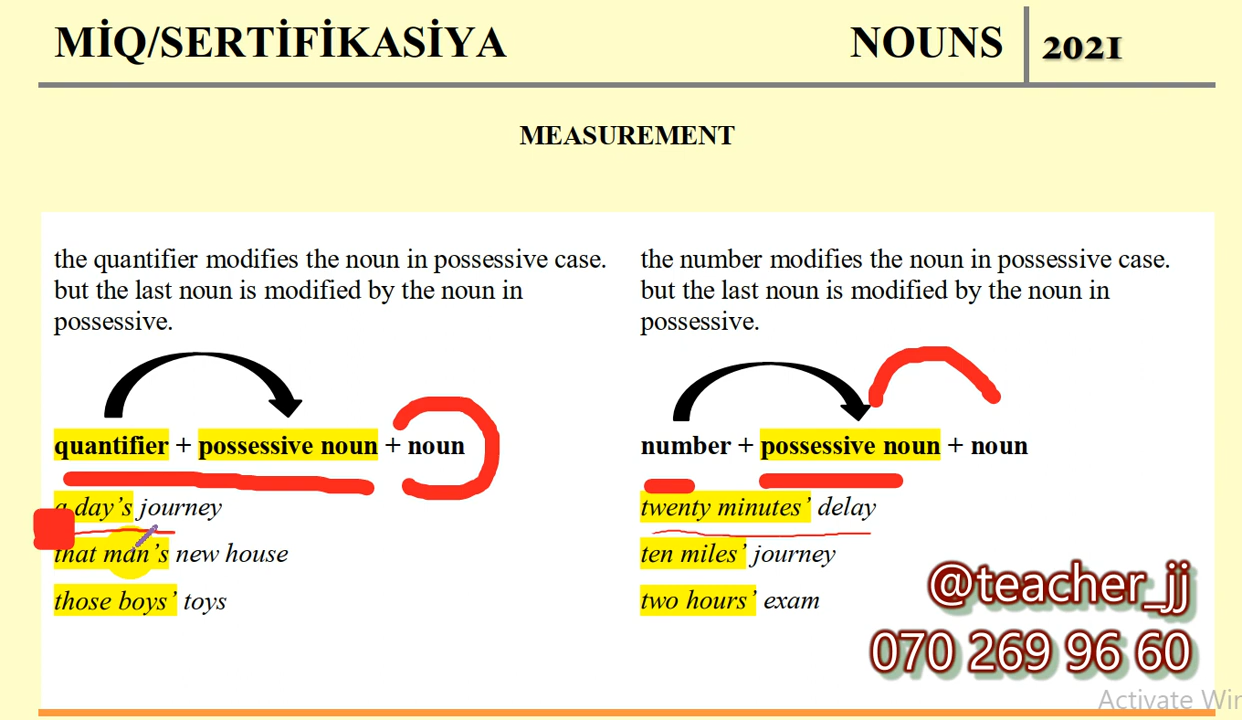 MİQ/SERTİFİKASİYA
NOUNS
2021
MEASUREMENT
the quantifier modifies the noun in possessive case.
but the last noun is modified by the noun in
possessive.
quantifier + possessive noun + noun
a day’s journey
that man’s new house
those boys’ toys
the number modifies the noun in possessive case.
but the last noun is modified by the noun in
possessive.
number + possessive noun + noun
twenty minutes’ delay
ten miles’ journey
two hours’ exam
@teacher_jj
070 269 96 60
Activate Wi